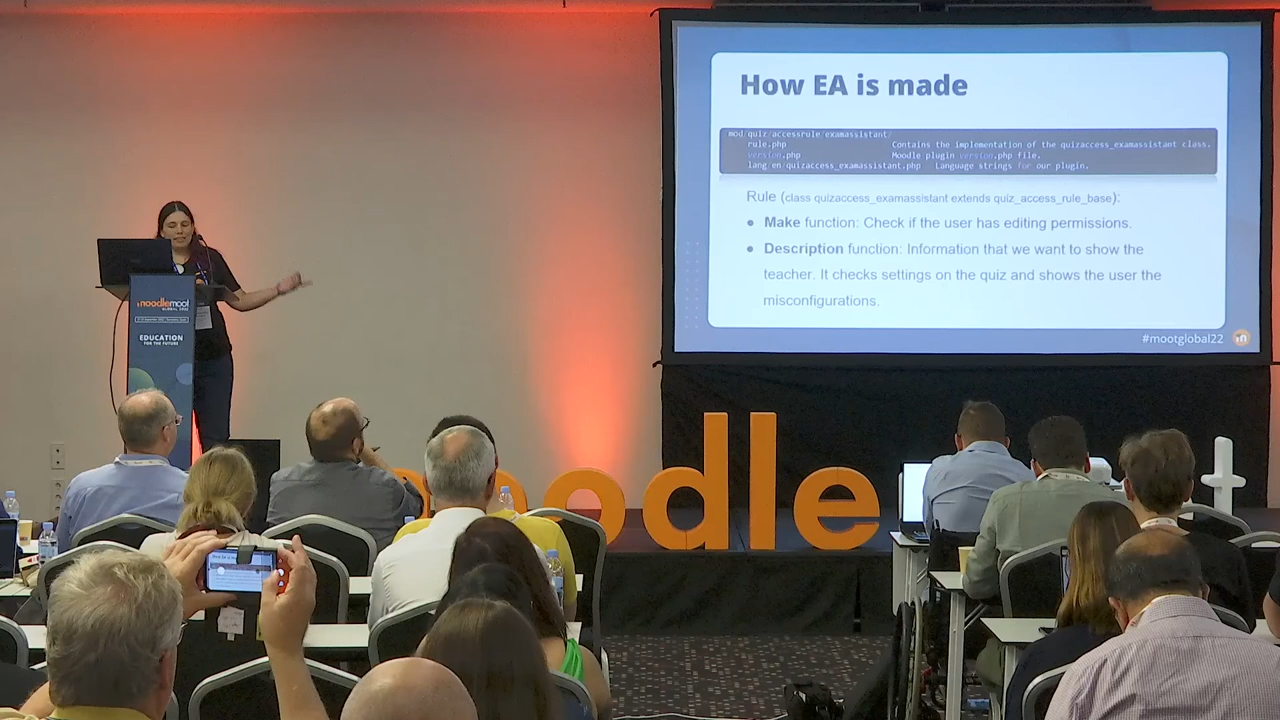 How EA is made
mod/quiz/accessrule/examassistant/
rule.php Contains the implementation of the quizaccess_examassistant class.
version.php Moodle plugin version.php file.
lang/en/quizaccess_examassistant.php Language strings for our plugin.
Rule (class quizaccess_examassistant extends quiz_access_rule_base):
• Make function: Check if the user has editing permissions.
• Description function: Information that we want to show the
teacher. It checks settings on the quiz and shows the user the
misconfigurations.
#mootglobal22
moodlemoot
GLOBAL 2022
EDUCATION
FOR THE FUTURE
oodle
t